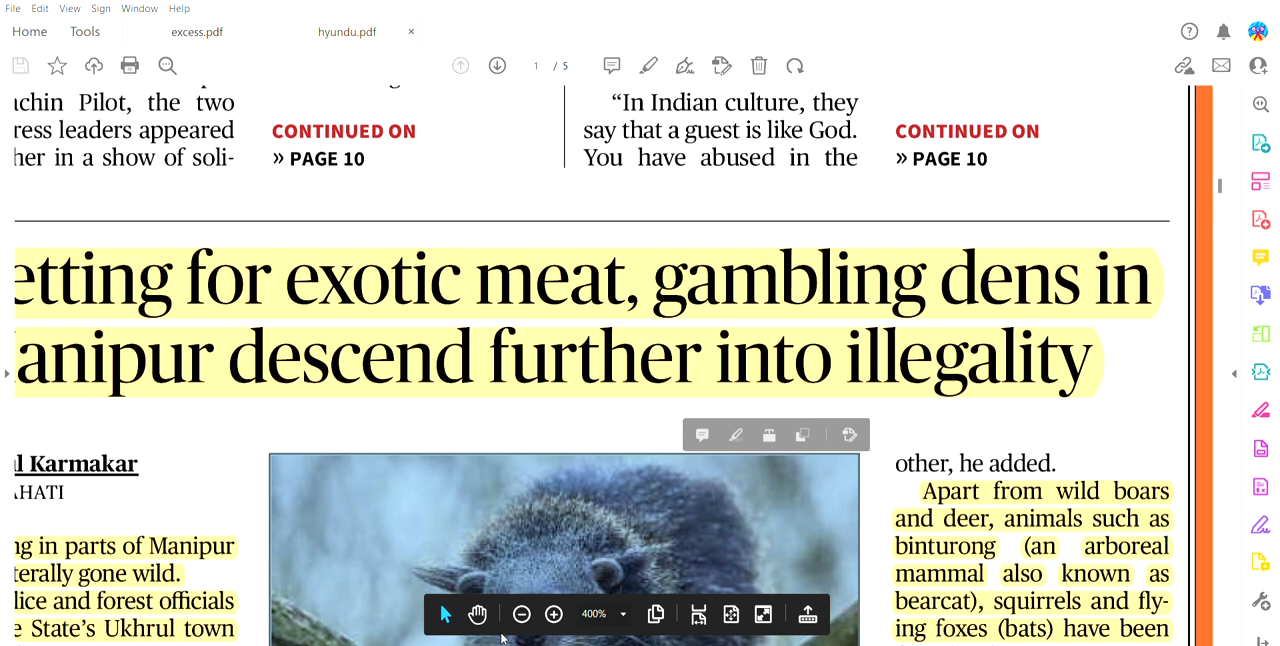 File Edit View Sign Window Help
Home Tools excess.pdf hyundu.pdf ×
1 / 5
achin Pilot, the two
ress leaders appeared
her in a show of soli-
CONTINUED ON
» PAGE 10
“In Indian culture, they
say that a guest is like God.
You have abused in the
CONTINUED ON
» PAGE 10
etting for exotic meat, gambling dens in
anipur descend further into illegality
l Karmakar
AHATI
ng in parts of Manipur
terally gone wild.
lice and forest officials
e State’s Ukhrul town
other, he added.
Apart from wild boars
and deer, animals such as
binturong (an arboreal
mammal also known as
bearcat), squirrels and fly-
ing foxes (bats) have been
400%